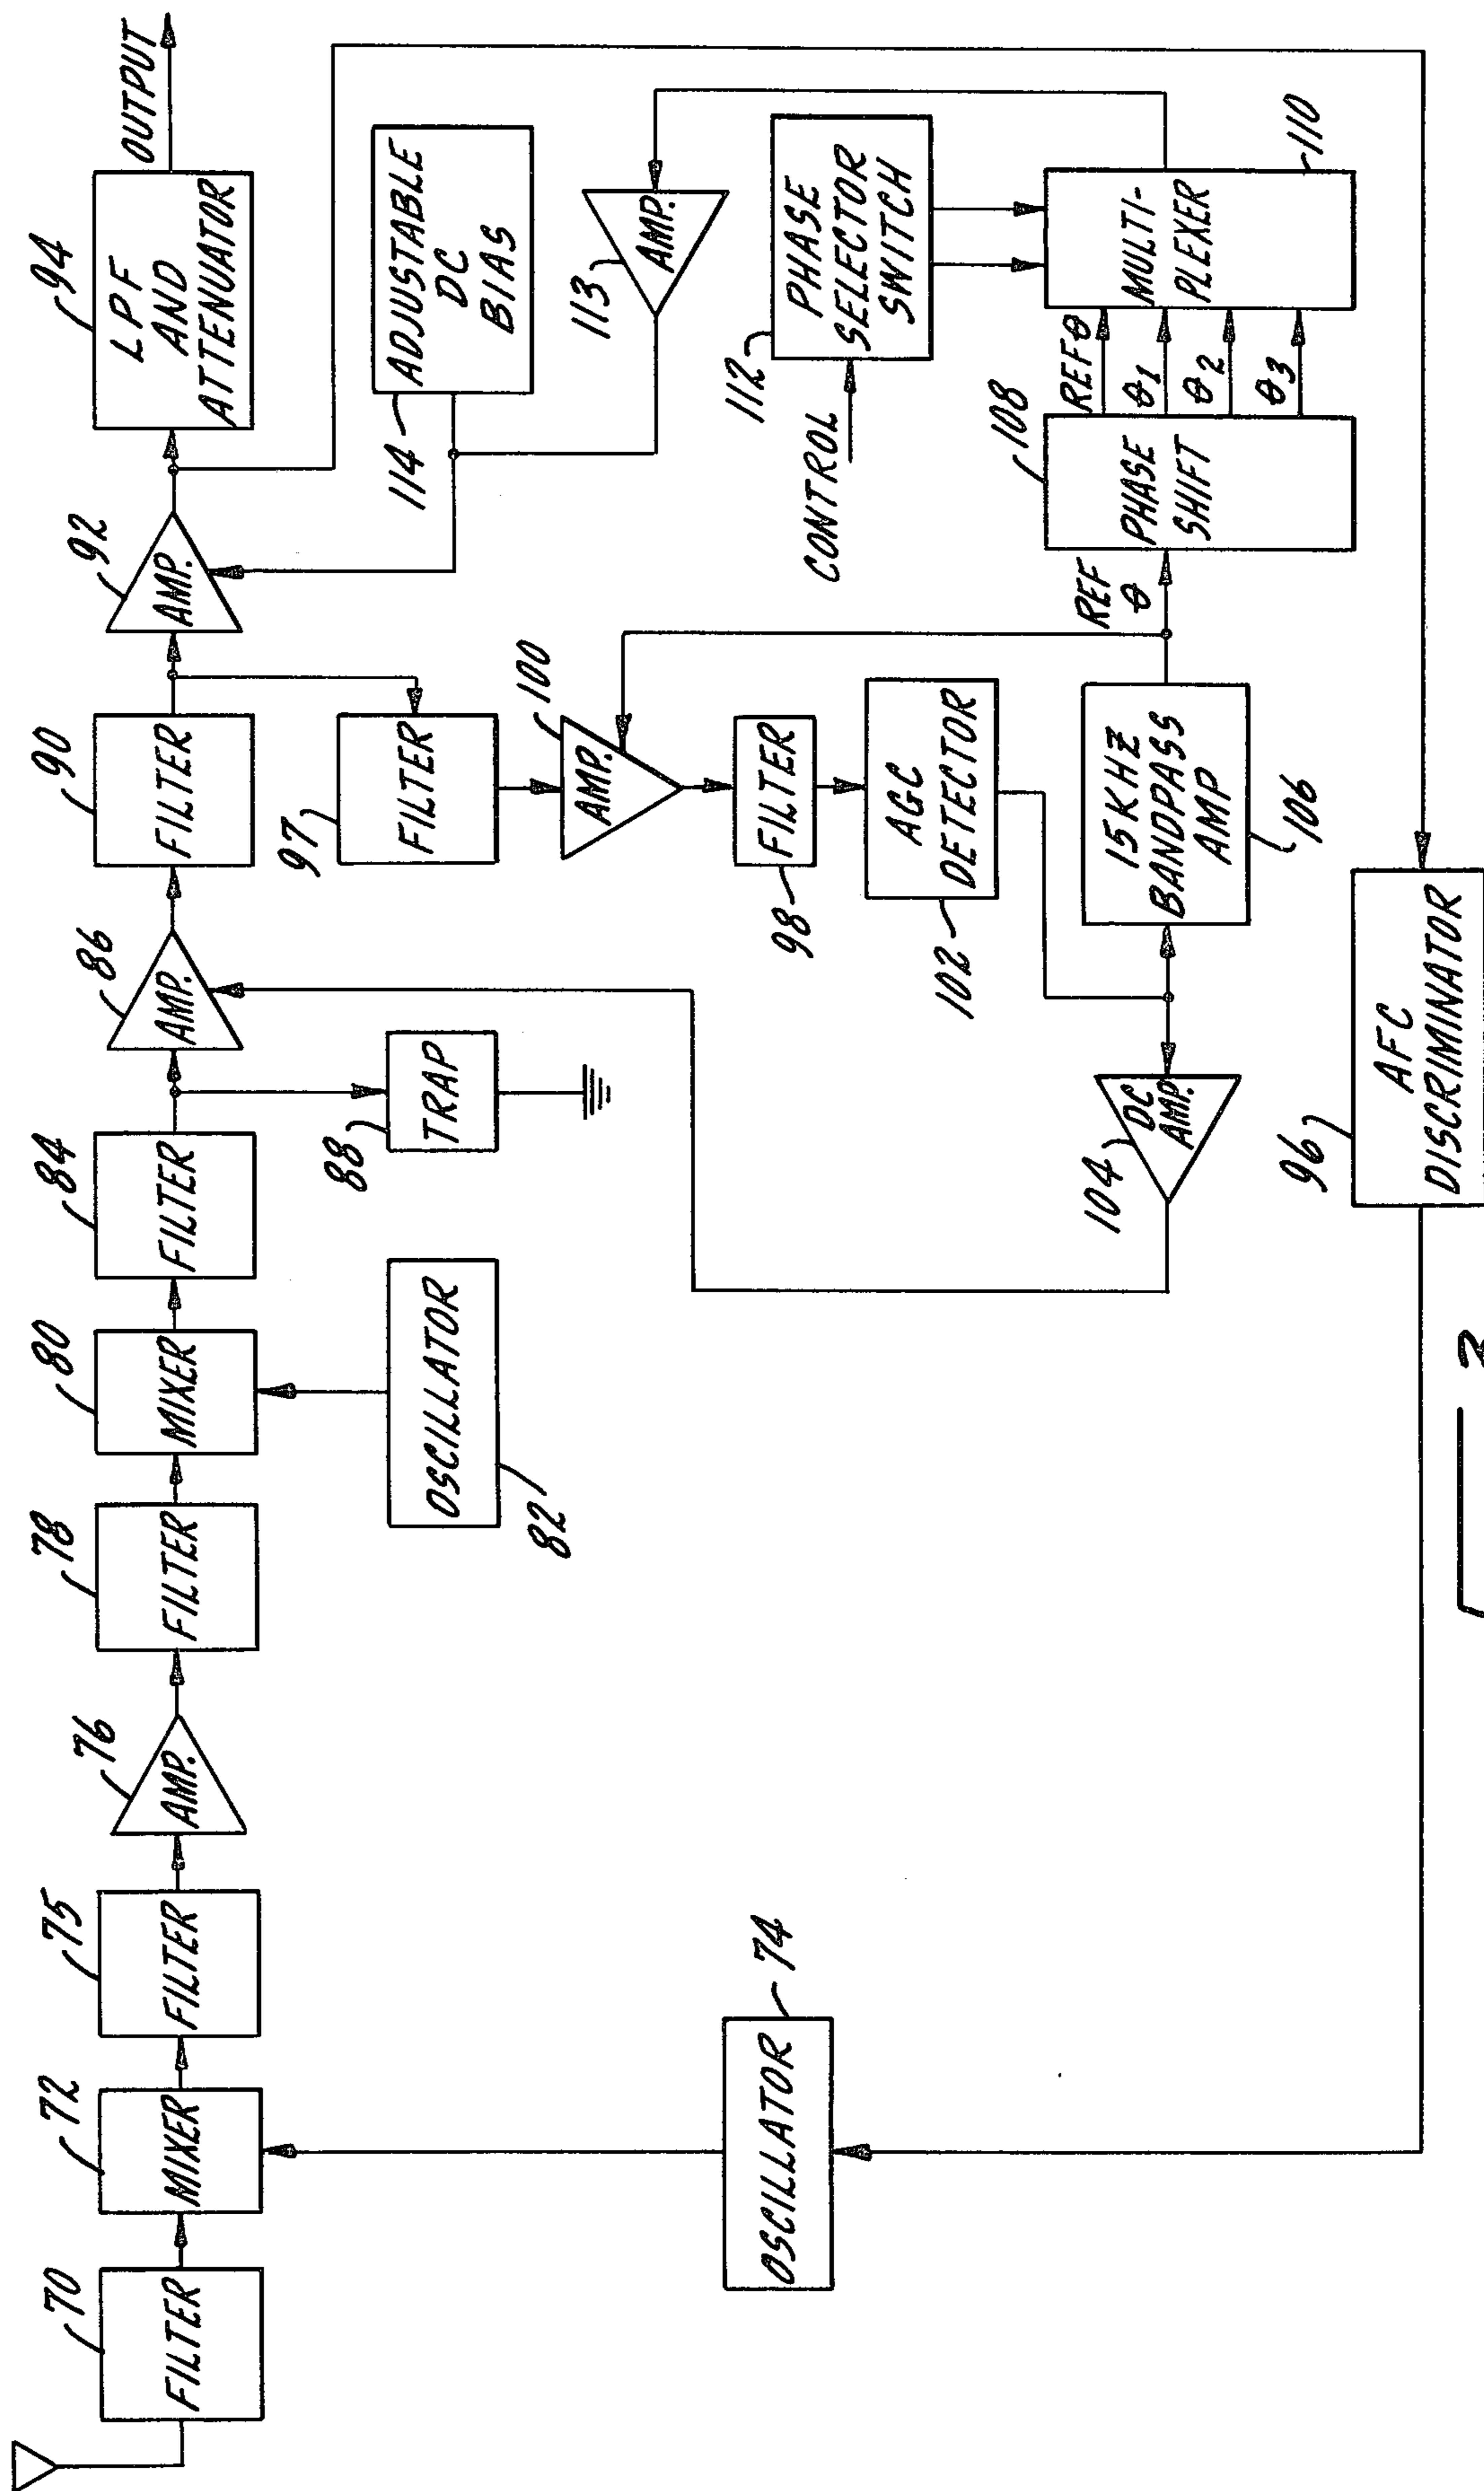 70
FILTER
72
MIXER
75
FILTER
76
AMP.
78
FILTER
80
MIXER
84
FILTER
86
AMP.
90
FILTER
92
AMP.
94
LPF
AND
ATTENUATOR
OUTPUT
OSCILLATOR
82
88
TRAP
97
FILTER
114
ADJUSTABLE
DC
BIAS
100
AMP.
113
AMP.
OSCILLATOR
74
98
FILTER
102
AGC
DETECTOR
CONTROL
112
PHASE
SELECTOR
SWITCH
104
DC
AMP.
15KHZ
BANDPASS
AMP
106
REF
θ
108
PHASE
SHIFT
REF θ
θ1
θ2
θ3
MULTI-
PLEXER
110
96
AFC
DISCRIMINATOR